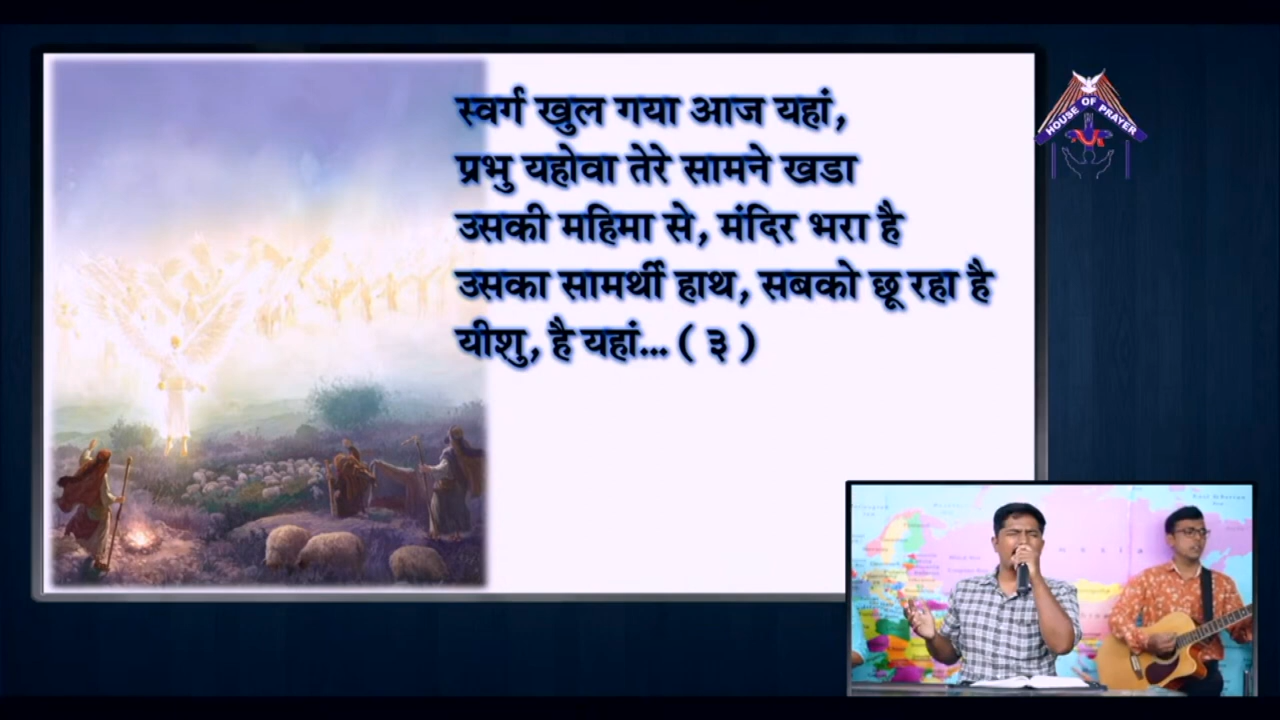 स्वर्ग खुल गया आज यहां,
प्रभु यहोवा तेरे सामने खडा
उसकी महिमा से, मंदिर भरा है
उसका सामर्थी हाथ, सबको छू रहा है
यीशु, है यहां... ( ३ )
HOUSE OF PRAYER